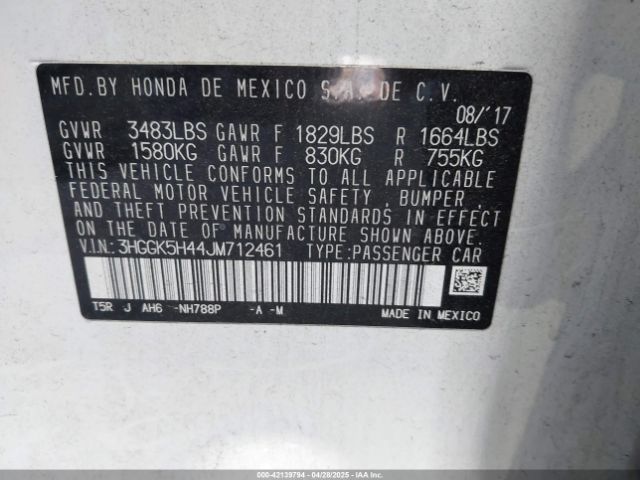 MFD.BY HONDA DE MEXICO S.A. DE C.V.
08/'17
GVWR 3483LBS GAWR F 1829LBS R 1664LBS
GVWR 1580KG GAWR F 830KG R 755KG
THIS VEHICLE CONFORMS TO ALL APPLICABLE
FEDERAL MOTOR VEHICLE SAFETY , BUMPER ,
AND THEFT PREVENTION STANDARDS IN EFFECT
ON THE DATE OF MANUFACTURE SHOWN ABOVE.
V.I.N: 3HGGK5H44JM712461 TYPE:PASSENGER CAR
T5R J AH6 -NH788P -A -M
MADE IN MEXICO
000-42139794 04/28/2025 IAAI.COM